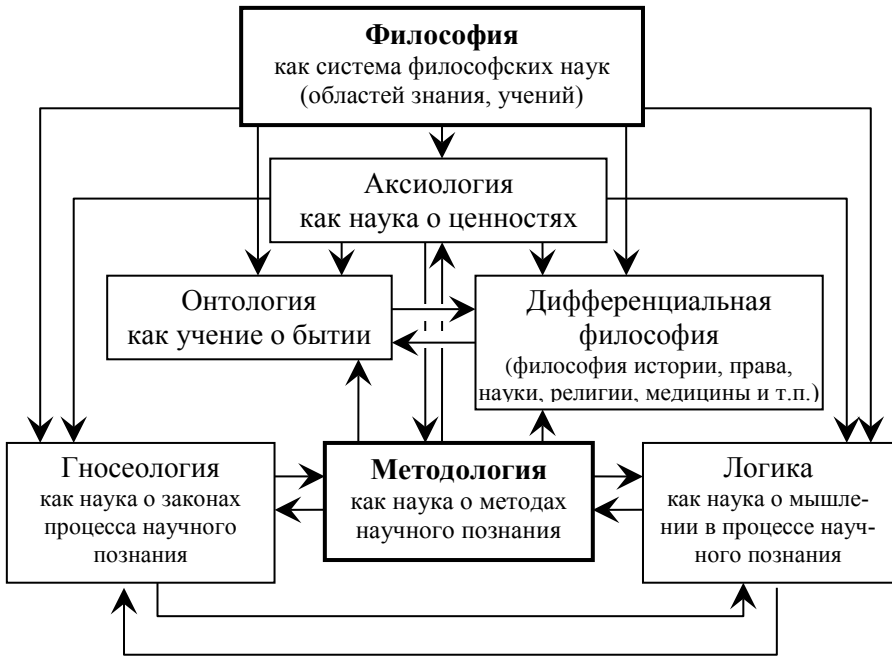 Философия
как система философских наук
(областей знания, учений)
Аксиология
как наука о ценностях
Онтология
как учение о бытии
Дифференциальная
философия
(философия истории, права,
науки, религии, медицины и т.п.)
Гносеология
как наука о законах
процесса научного
познания
Методология
как наука о методах
научного познания
Логика
как наука о мышле-
нии в процессе науч-
ного познания